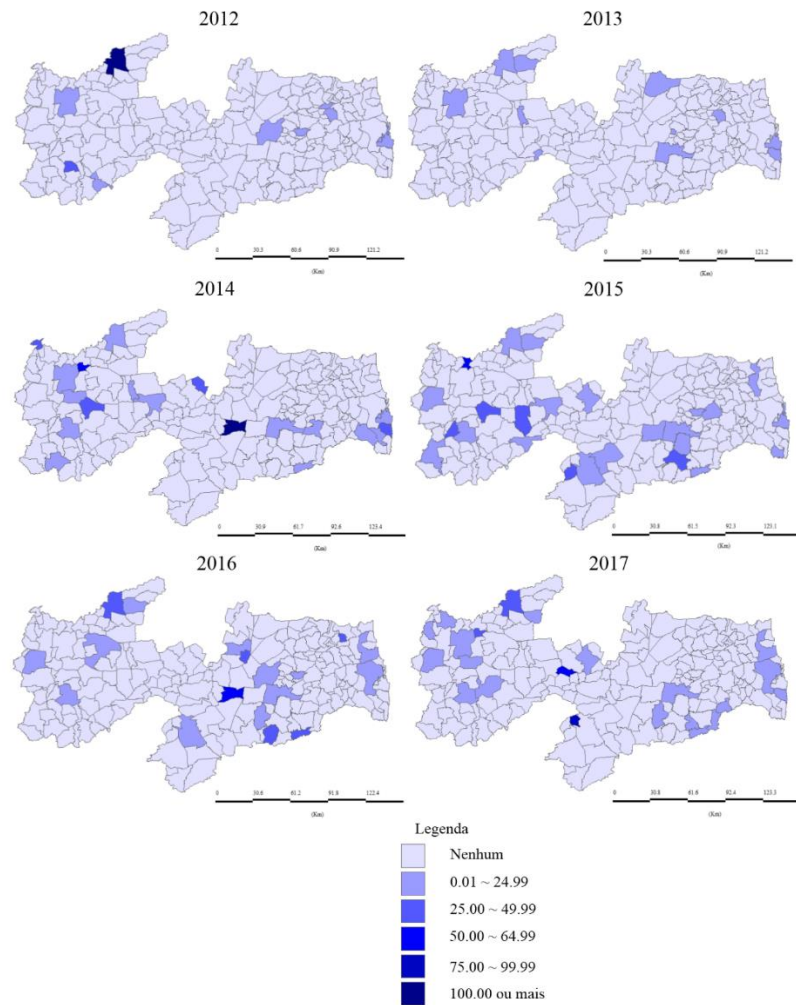 2012
2013
0 30.3 60.6 90.9 121.2
(Km)
0 30.3 60.6 90.9 121.2
(Km)
2014
2015
0 30.9 61.7 92.6 123.4
(Km)
0 30.8 61.5 92.3 123.1
(Km)
2016
2017
0 30.6 61.2 91.8 122.4
(Km)
0 30.8 61.6 92.4 123.3
(Km)
Legenda
Nenhum
0.01 ~ 24.99
25.00 ~ 49.99
50.00 ~ 64.99
75.00 ~ 99.99
100.00 ou mais